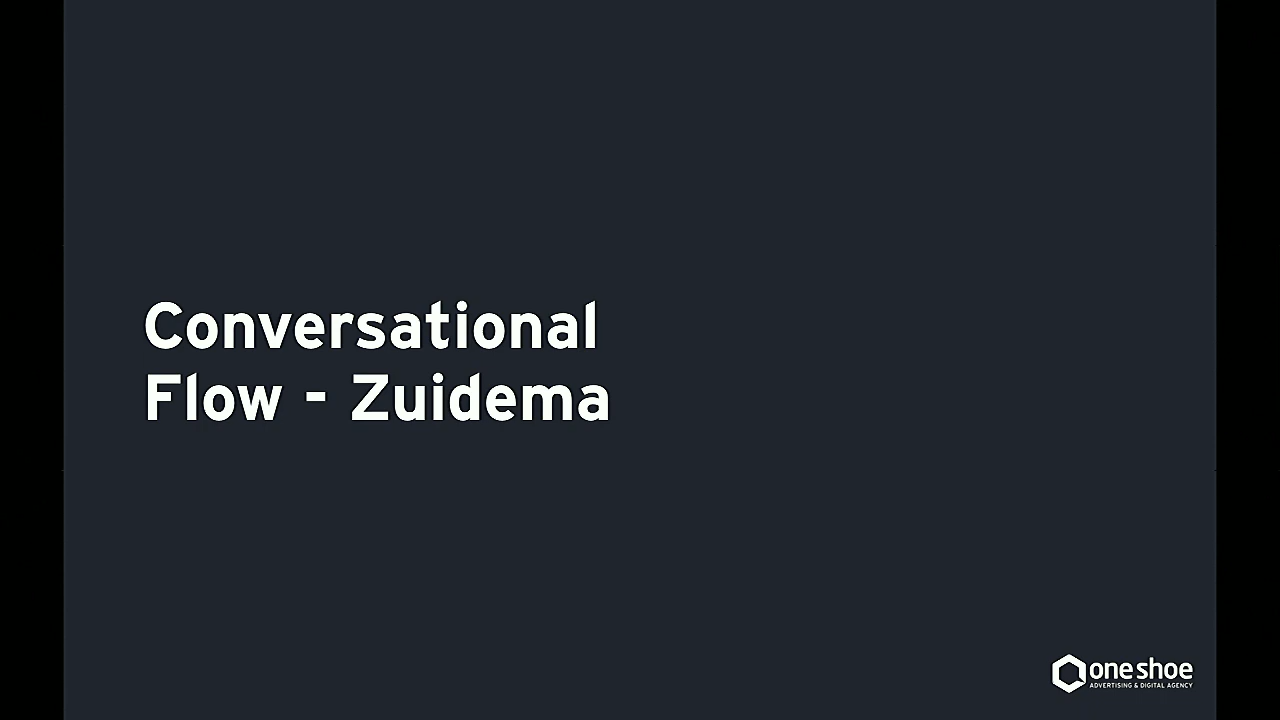 Conversational
Flow - Zuidema
one shoe
ADVERTISING & DIGITAL AGENCY